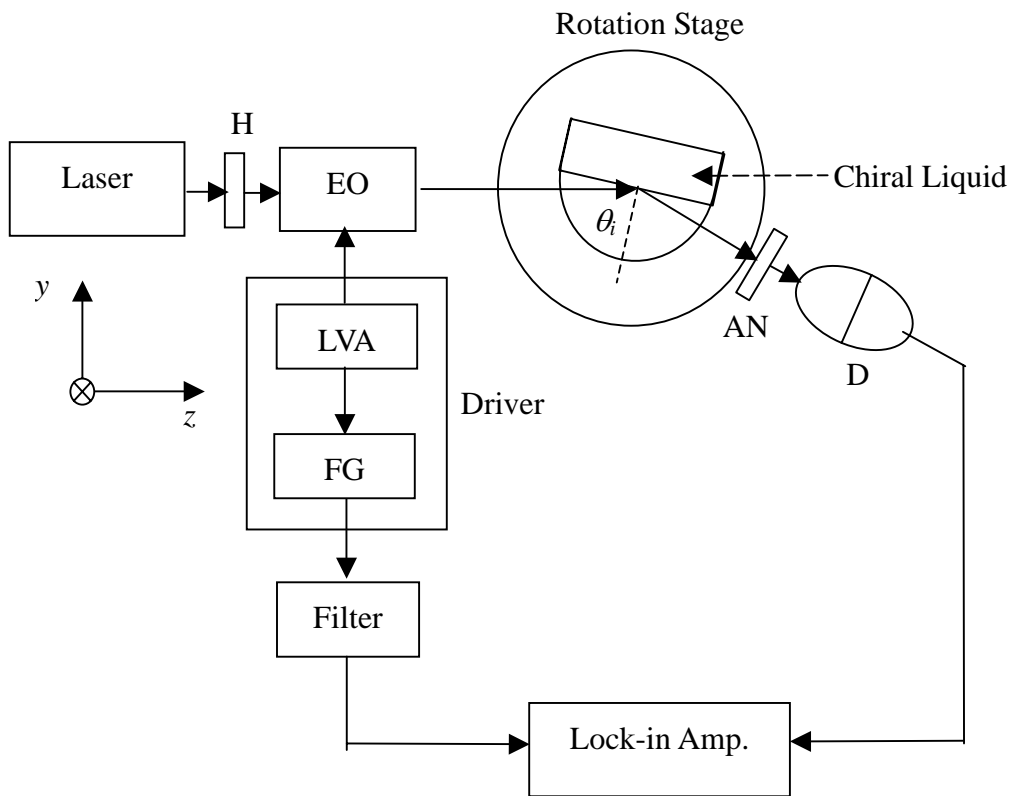 Rotation Stage
H
Laser
EO
Chiral Liquid
θi
y
LVA
AN
D
z
Driver
FG
Filter
Lock-in Amp.